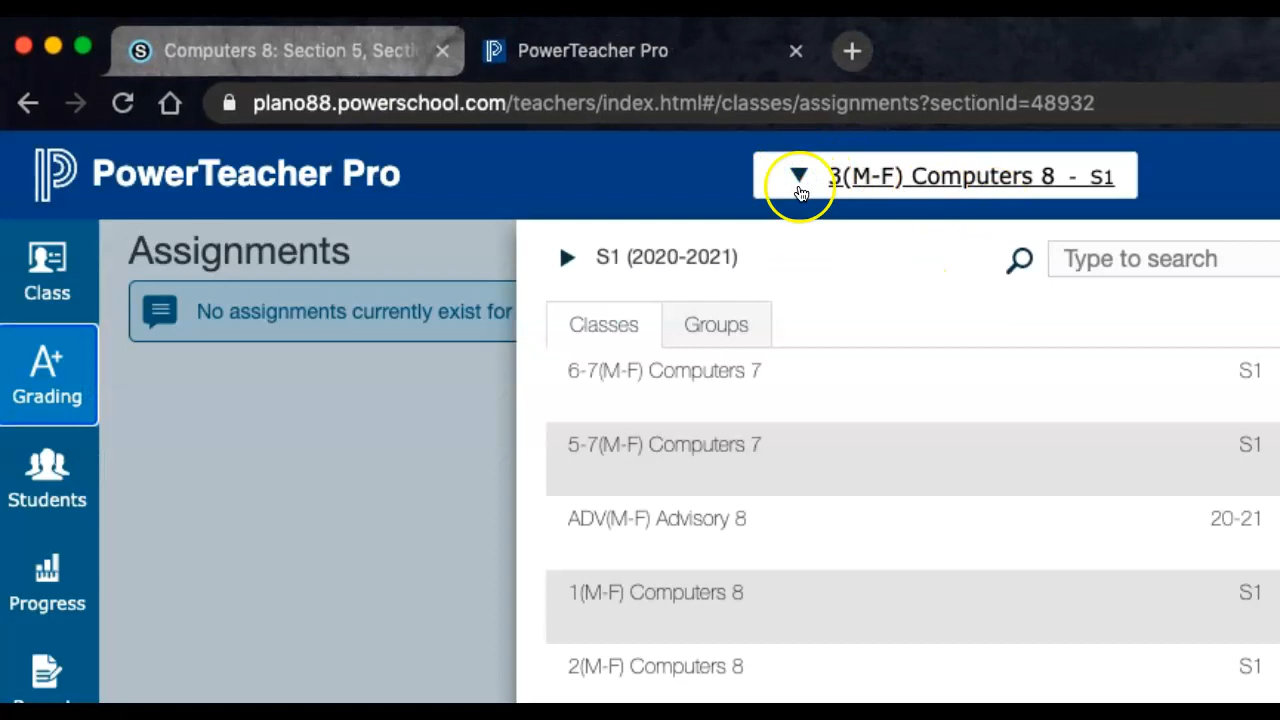 Computers 8: Section 5, Secti
PowerTeacher Pro
plano88.powerschool.com/teachers/index.html#/classes/assignments?sectionId=48932
PowerTeacher Pro
3(M-F) Computers 8 - S1
Class
Grading
Students
Progress
Assignments
No assignments currently exist for
S1 (2020-2021)
Type to search
Classes
Groups
6-7(M-F) Computers 7 S1
5-7(M-F) Computers 7 S1
ADV(M-F) Advisory 8 20-21
1(M-F) Computers 8 S1
2(M-F) Computers 8 S1